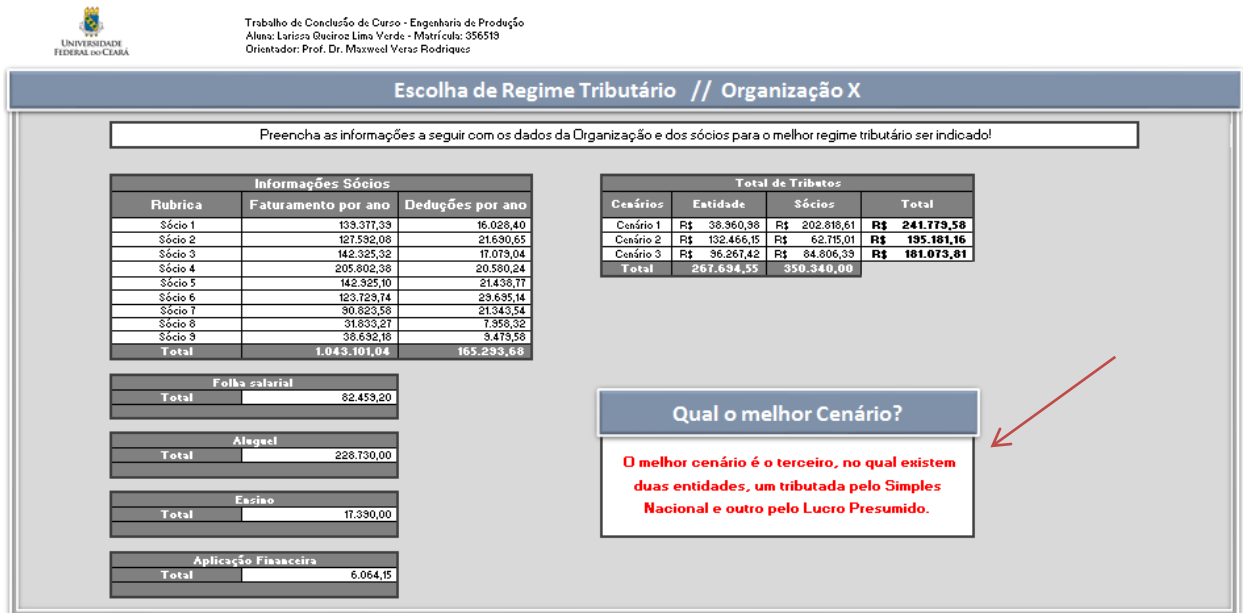 UNIVERSIDADE
FEDERAL DO CEARÁ
Trabalho de Conclusão de Curso - Engenharia de Produção
Aluna: Larissa Queiroz Lima Verde - Matrícula: 356519
Orientador: Prof. Dr. Maxweel Veras Rodrigues
Escolha de Regime Tributário // Organização X
Preencha as informações a seguir com os dados da Organização e dos sócios para o melhor regime tributário ser indicado!
Informações Sócios
Rubrica Faturamento por ano Deduções por ano
Sócio 1 139.377,39 16.028,40
Sócio 2 127.592,08 21.690,65
Sócio 3 142.325,32 17.079,04
Sócio 4 205.802,38 20.580,24
Sócio 5 142.925,10 21.438,77
Sócio 6 123.729,74 29.695,14
Sócio 7 90.823,58 21.343,54
Sócio 8 31.833,27 7.958,32
Sócio 9 38.692,18 9.479,58
Total 1.043.101,04 165.293,68
Total de Tributos
Cenários Entidade Sócios Total
Cenário 1 R$ 38.960,98 R$ 202.818,61 R$ 241.779,58
Cenário 2 R$ 132.466,15 R$ 62.715,01 R$ 195.181,16
Cenário 3 R$ 96.267,42 R$ 84.806,39 R$ 181.073,81
Total 267.694,55 350.340,00
Folha salarial
Total 82.459,20
Aluguel
Total 228.730,00
Ensino
Total 17.390,00
Aplicação Financeira
Total 6.064,15
Qual o melhor Cenário?
O melhor cenário é o terceiro, no qual existem
duas entidades, um tributada pelo Simples
Nacional e outro pelo Lucro Presumido.